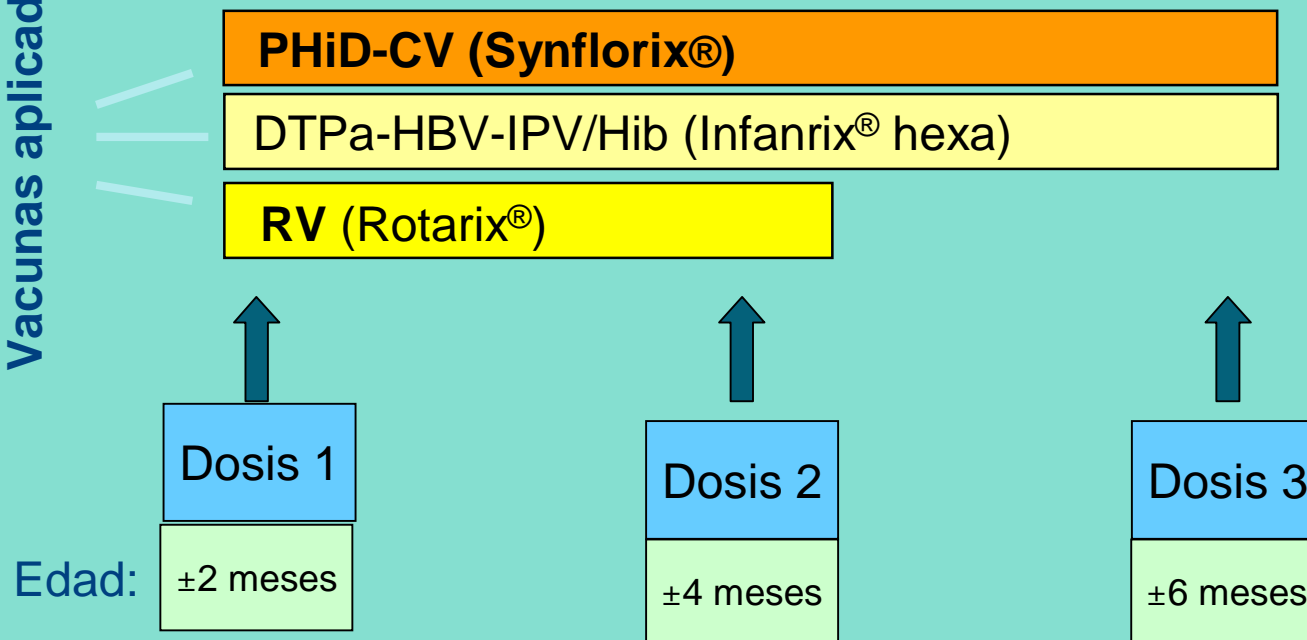 Vacunas aplicad
PHiD-CV (Synflorix®)
DTPa-HBV-IPV/Hib (Infanrix® hexa)
RV (Rotarix®)
Dosis 1
Dosis 2
Dosis 3
Edad:
±2 meses
±4 meses
±6 meses